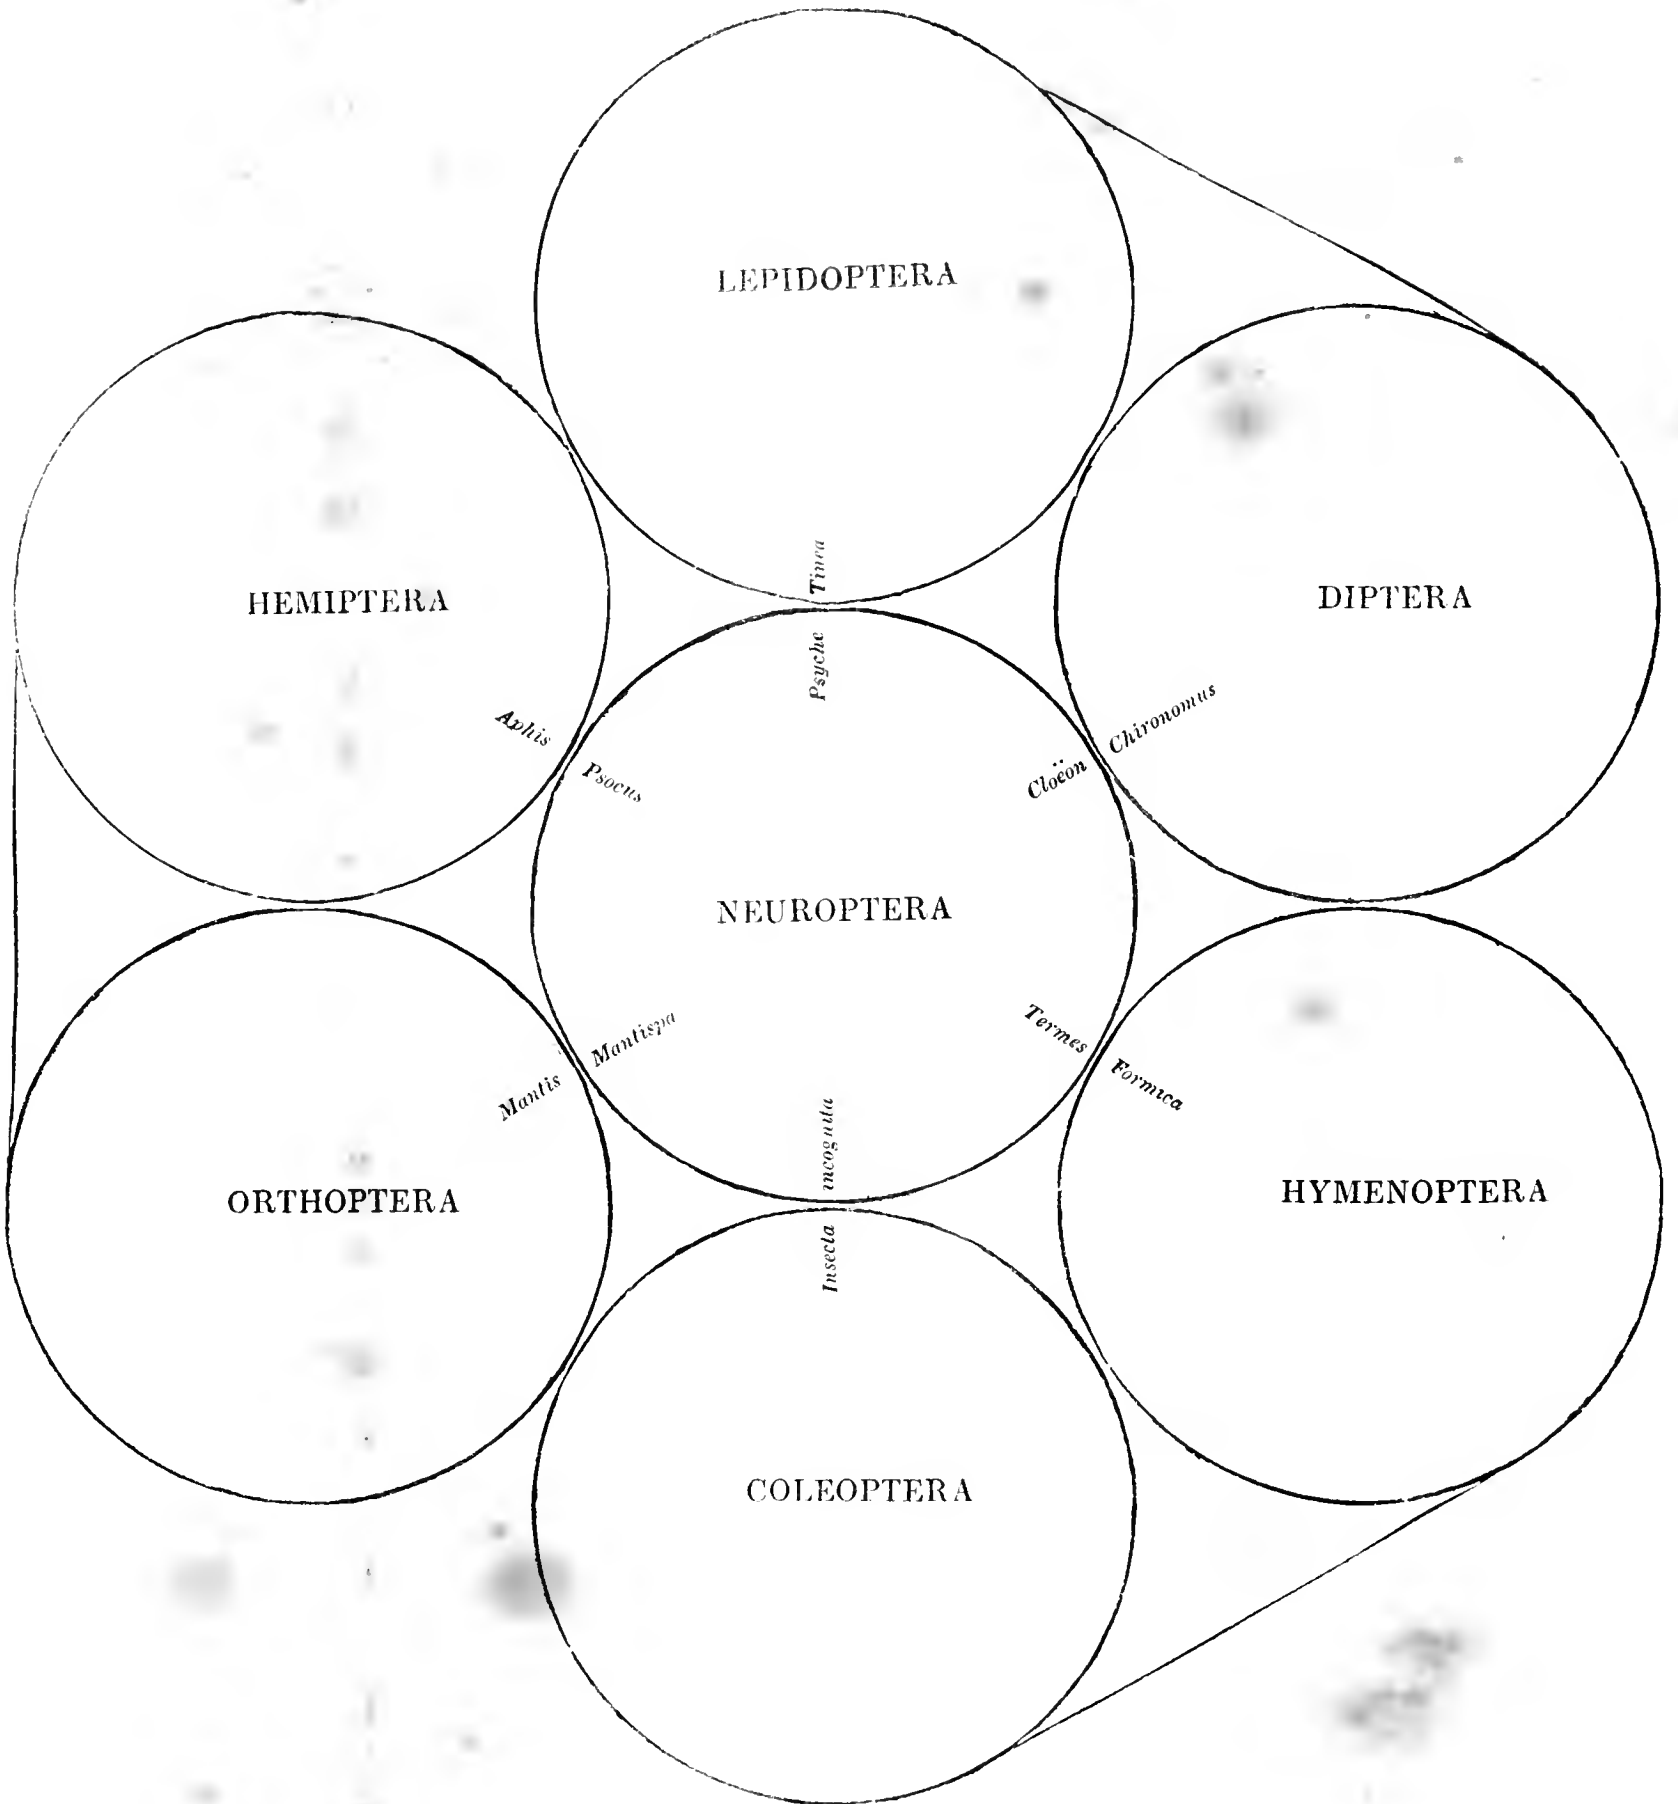 LEPIDOPTERA
HEMIPTERA
DIPTERA
Tinea
Psyche
Aphis
Psocus
Chironomus
Cloëon
NEUROPTERA
Mantispa
Mantis
Termes
Formica
ORTHOPTERA
HYMENOPTERA
Insecta incognita
COLEOPTERA